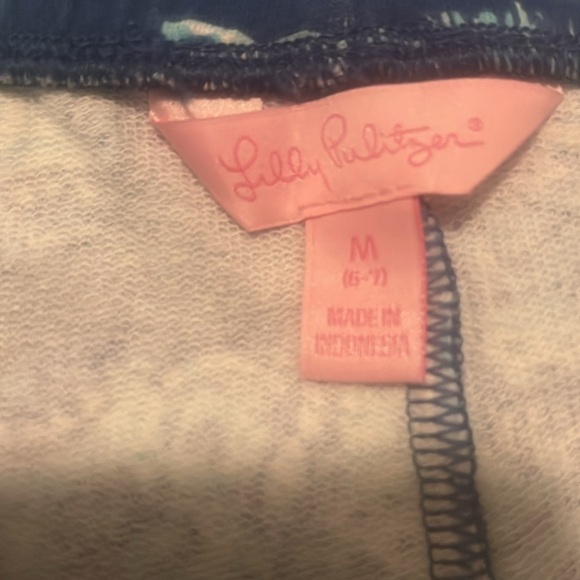 Lilly Pulitzer®
M
(6-7)
MADE IN
INDONESIA